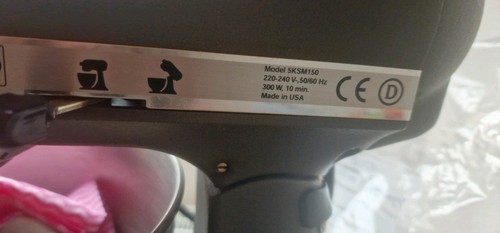 Model 5KSM150
220-240 V~, 50/60 Hz
300 W, 10 min.
Made in USA
CE
D